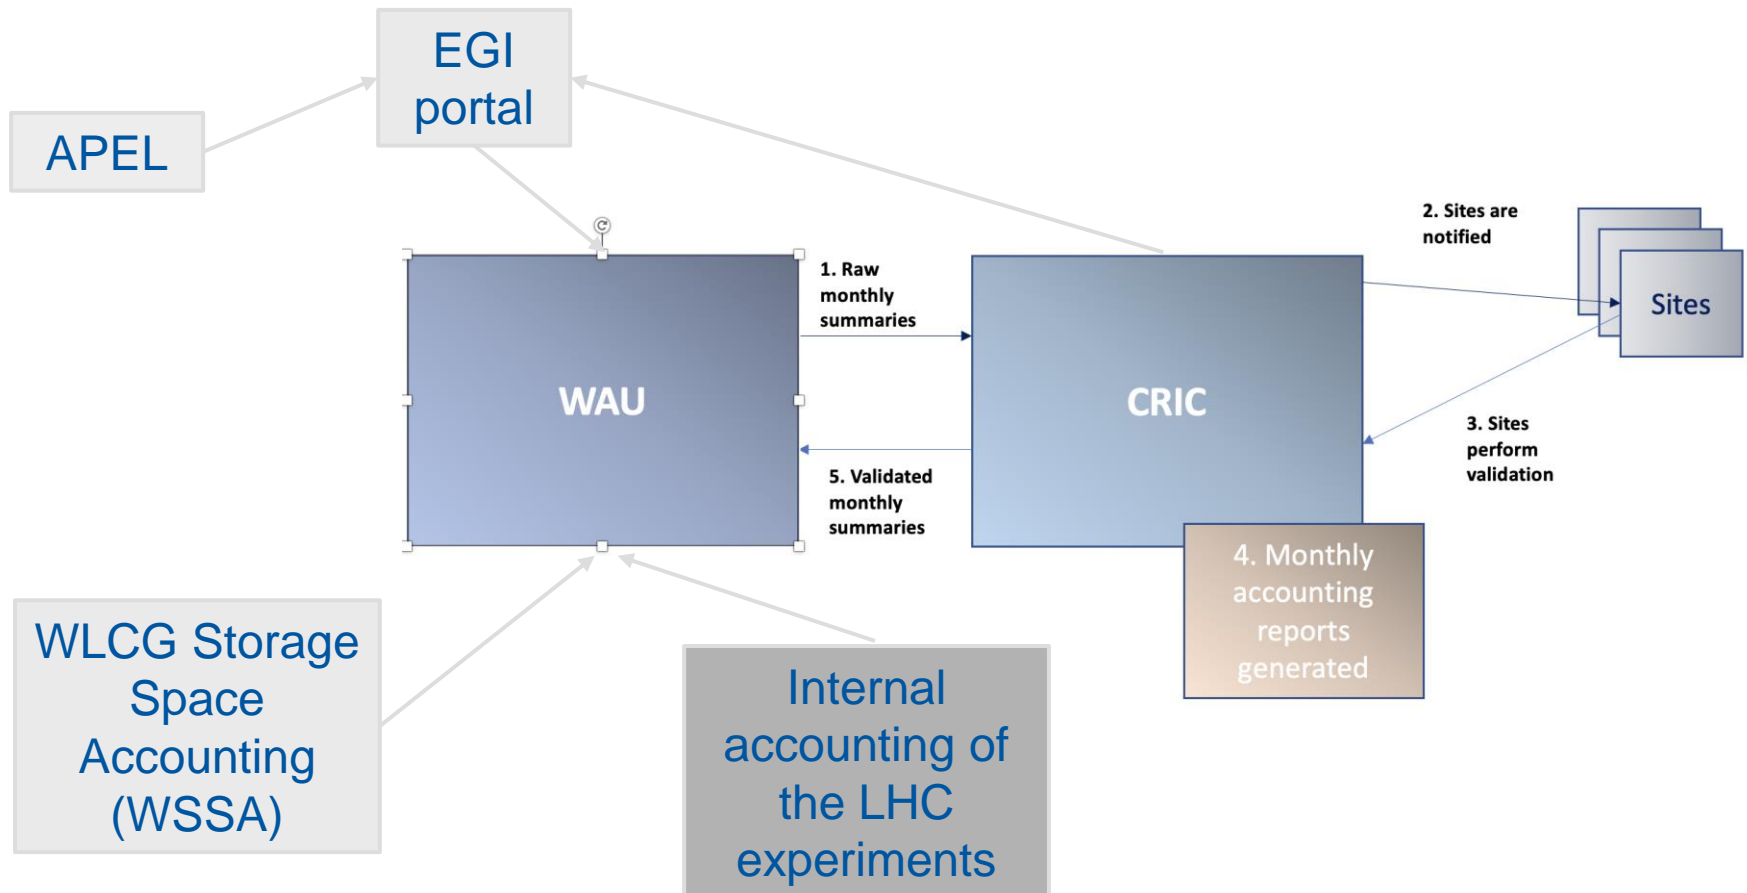 EGI
portal
APEL
2. Sites are
notified
1. Raw
monthly
summaries
Sites
WAU
CRIC
3. Sites
perform
validation
5. Validated
monthly
summaries
4. Monthly
accounting
reports
generated
WLCG Storage
Space
Accounting
(WSSA)
Internal
accounting of
the LHC
experiments